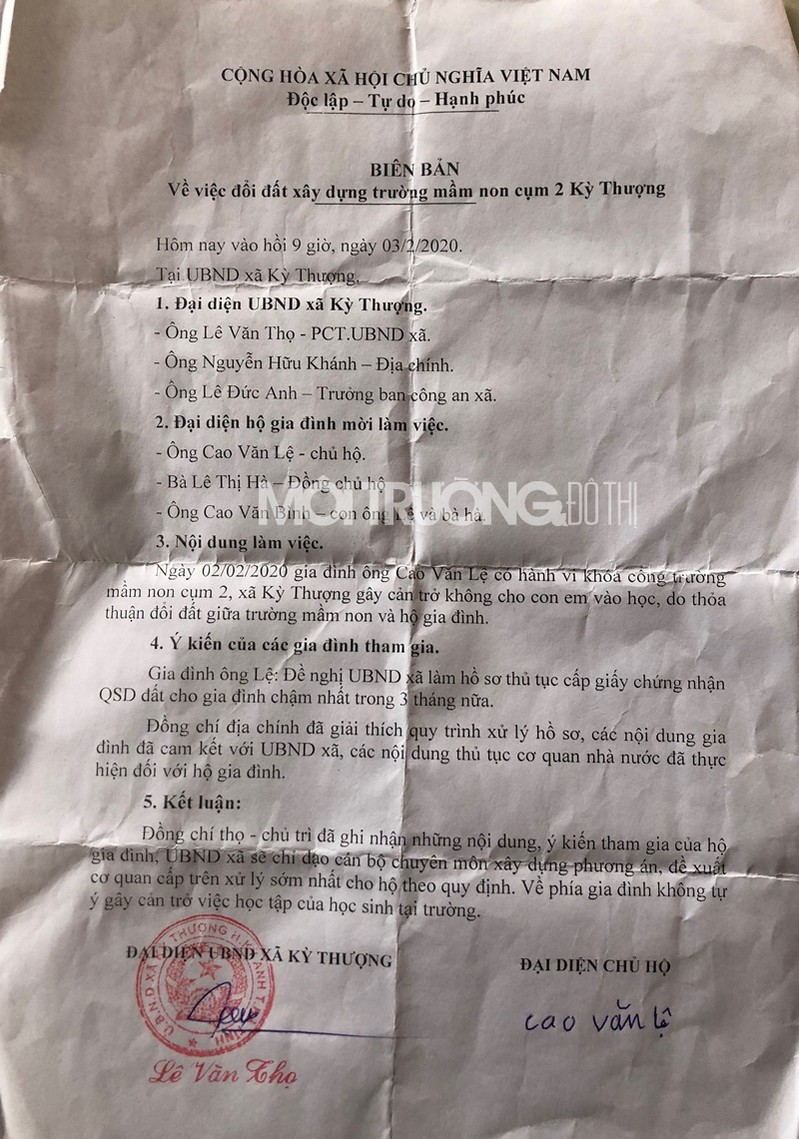 CỘNG HÒA XÃ HỘI CHỦ NGHĨA VIỆT NAM
Độc lập – Tự do – Hạnh phúc
BIÊN BẢN
Về việc đổi đất xây dựng trường mầm non cụm 2 Kỳ Thượng
Hôm nay vào hồi 9 giờ, ngày 03/2/2020.
Tại UBND xã Kỳ Thượng.
1. Đại diện UBND xã Kỳ Thượng.
- Ông Lê Văn Thọ - PCT.UBND xã.
- Ông Nguyễn Hữu Khánh – Địa chính.
- Ông Lê Đức Anh – Trưởng ban công an xã.
2. Đại diện hộ gia đình mời làm việc.
- Ông Cao Văn Lệ - chủ hộ.
- Bà Lê Thị Hà – Đồng chủ hộ
- Ông Cao Văn Bình – con ông Lệ và bà hà.
MÔI TRƯỜNG & ĐÔ THỊ
3. Nội dung làm việc.
Ngày 02/02/2020 gia đình ông Cao Văn Lệ có hành vi khóa cổng trường
mầm non cụm 2, xã Kỳ Thượng gây cản trở không cho con em vào học, do thỏa
thuận đổi đất giữa trường mầm non và hộ gia đình.
4. Ý kiến của các gia đình tham gia.
Gia đình ông Lệ: Đề nghị UBND xã làm hồ sơ thủ tục cấp giấy chứng nhận
QSD đất cho gia đình chậm nhất trong 3 tháng nữa.
Đồng chí địa chính đã giải thích quy trình xử lý hồ sơ, các nội dung gia
đình đã cam kết với UBND xã, các nội dung thủ tục cơ quan nhà nước đã thực
hiện đối với hộ gia đình.
5. Kết luận:
Đồng chí thọ - chủ trì đã ghi nhận những nội dung, ý kiến tham gia của hộ
gia đình, UBND xã sẽ chỉ đạo cán bộ chuyên môn xây dựng phương án, đề xuất
cơ quan cấp trên xử lý sớm nhất cho hộ theo quy định. Về phía gia đình không tự
ý gây cản trở việc học tập của học sinh tại trường.
ĐẠI DIỆN UBND XÃ KỲ THƯỢNG
ĐẠI DIỆN CHỦ HỘ
cao văn lệ
Lê Văn Thọ